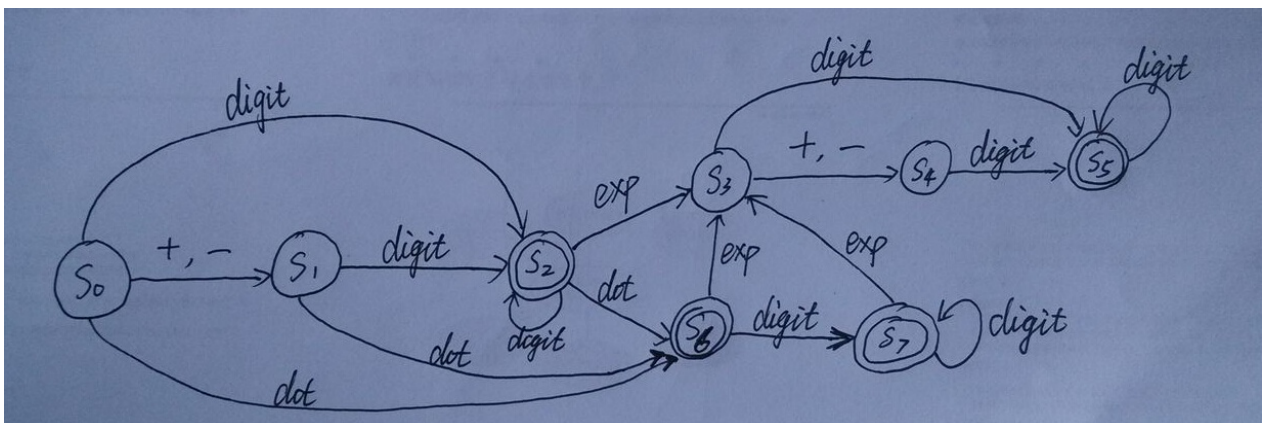 digit
digit
digit
+, -
S3
S4
digit
S5
exp
+, -
S0
S1
digit
S2
exp
exp
dot
digit
dot
S6
digit
S7
digit
dot